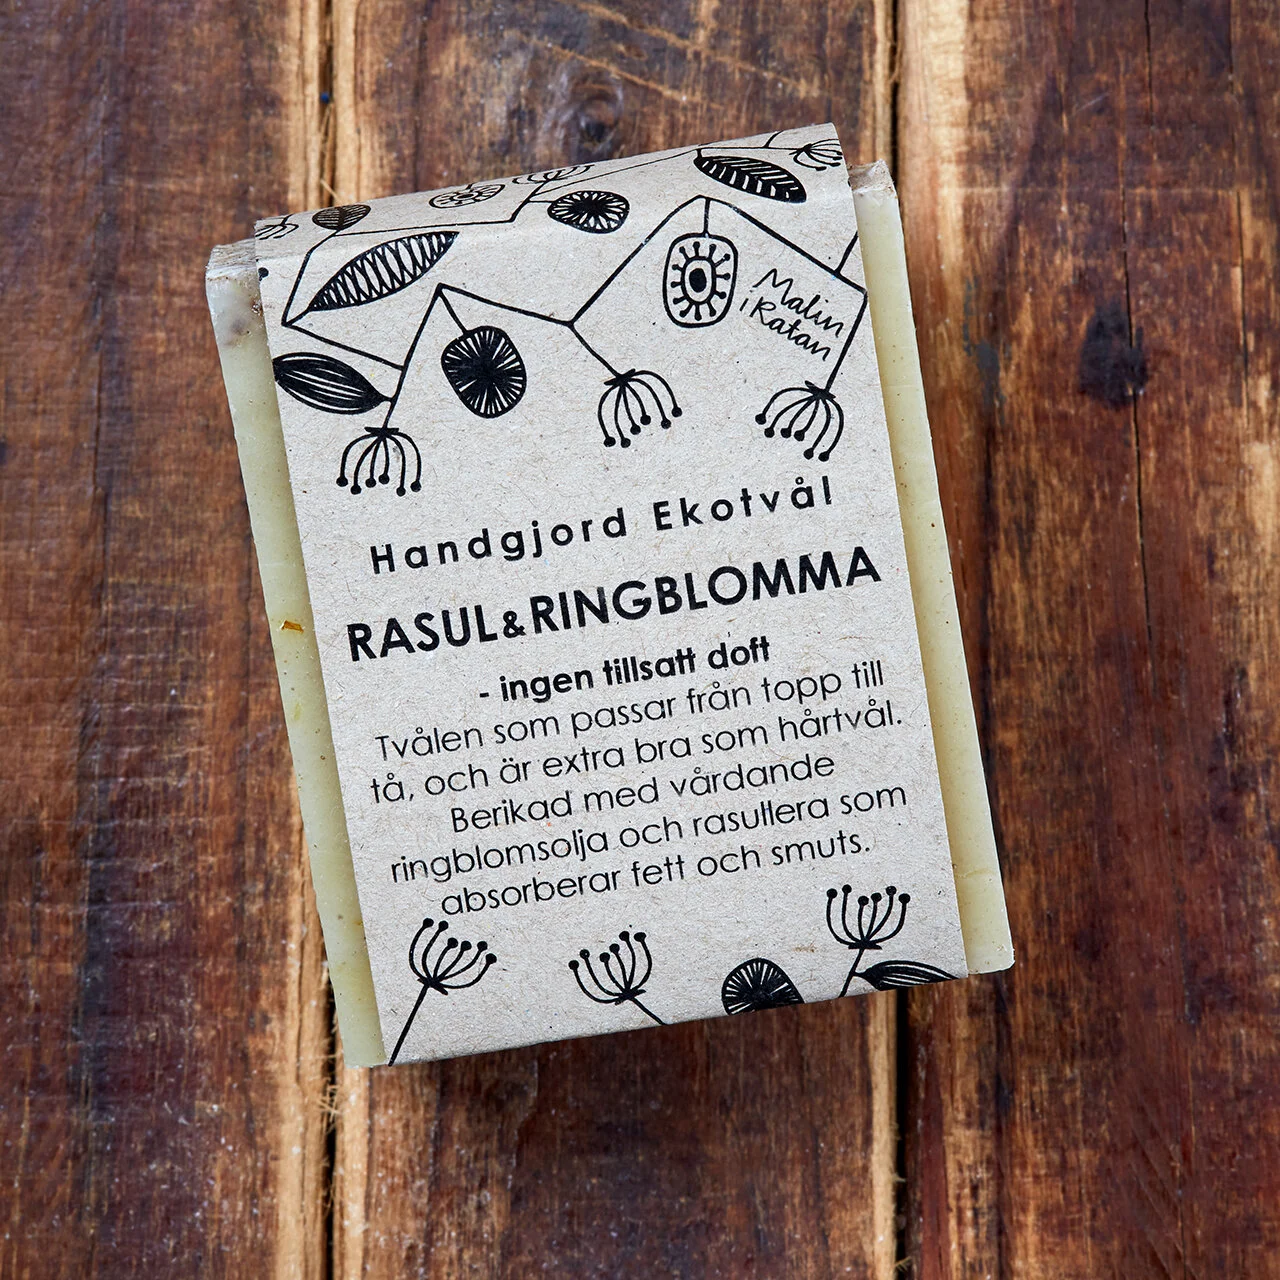 Malin
i Ratan
Handgjord Ekotvål
RASUL&RINGBLOMMA
- ingen tillsatt doft
Tvålen som passar från topp till
tå, och är extra bra som hårtvål.
Berikad med vårdande
ringblomsolja och rasullera som
absorberar fett och smuts.